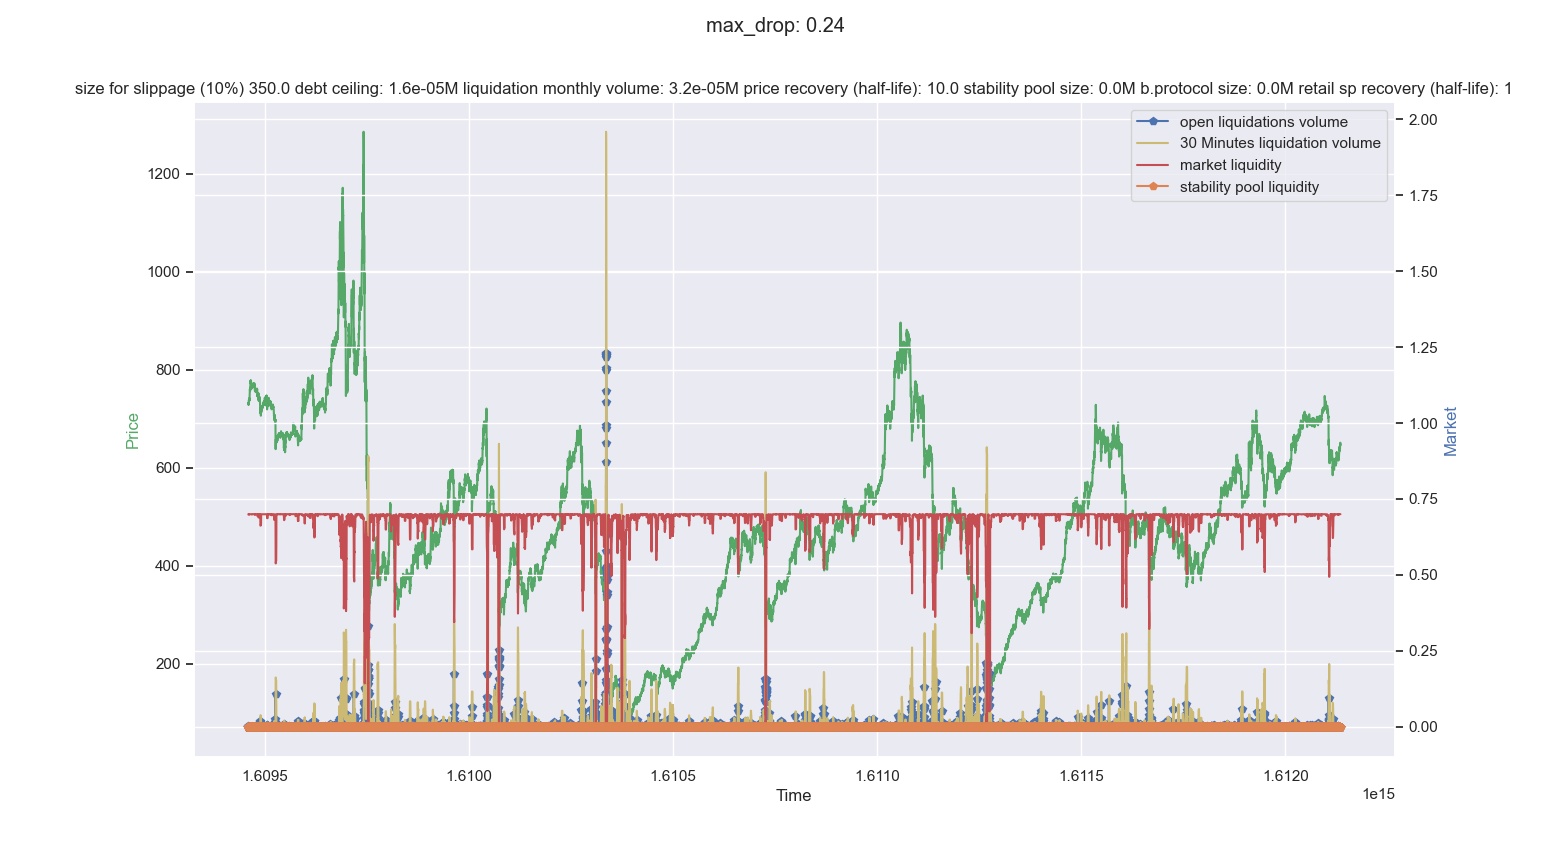 max_drop: 0.24
size for slippage (10%) 350.0 debt ceiling: 1.6e-05M liquidation monthly volume: 3.2e-05M price recovery (half-life): 10.0 stability pool size: 0.0M b.protocol size: 0.0M retail sp recovery (half-life): 1
open liquidations volume
30 Minutes liquidation volume
market liquidity
stability pool liquidity
1200
1000
800
600
400
200
Price
2.00
1.75
1.50
1.25
1.00
0.75
0.50
0.25
0.00
Market
1.6095
1.6100
1.6105
1.6110
1.6115
1.6120
Time
1e15